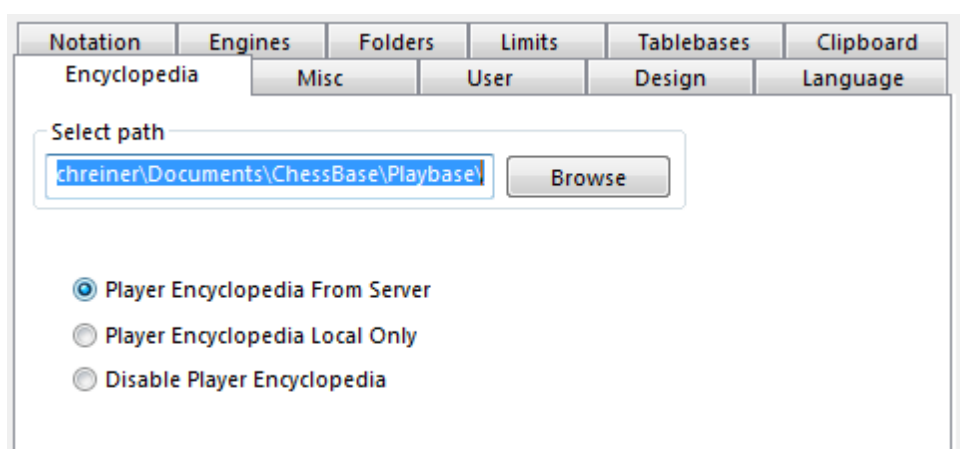 Notation Engines Folders Limits Tablebases Clipboard
Encyclopedia Misc User Design Language
Select path
chreiner\Documents\ChessBase\Playbase\
Browse
Player Encyclopedia From Server
Player Encyclopedia Local Only
Disable Player Encyclopedia